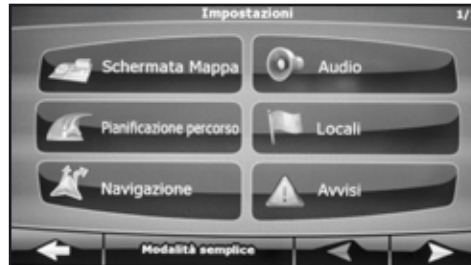 Impostazioni 1/
Schermata Mappa
Audio
Pianificazione percorso
Locali
Navigazione
Avvisi
Modalità semplice